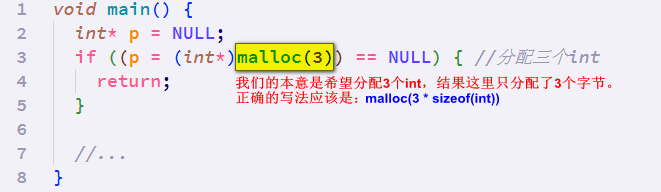 1 void main() {
2 int* p = NULL;
3 if ((p = (int*)malloc(3)) == NULL) { //分配三个int
4 return; 我们的本意是希望分配3个int，结果这里只分配了3个字节。
5 } 正确的写法应该是：malloc(3 * sizeof(int))
6
7 //...
8 }